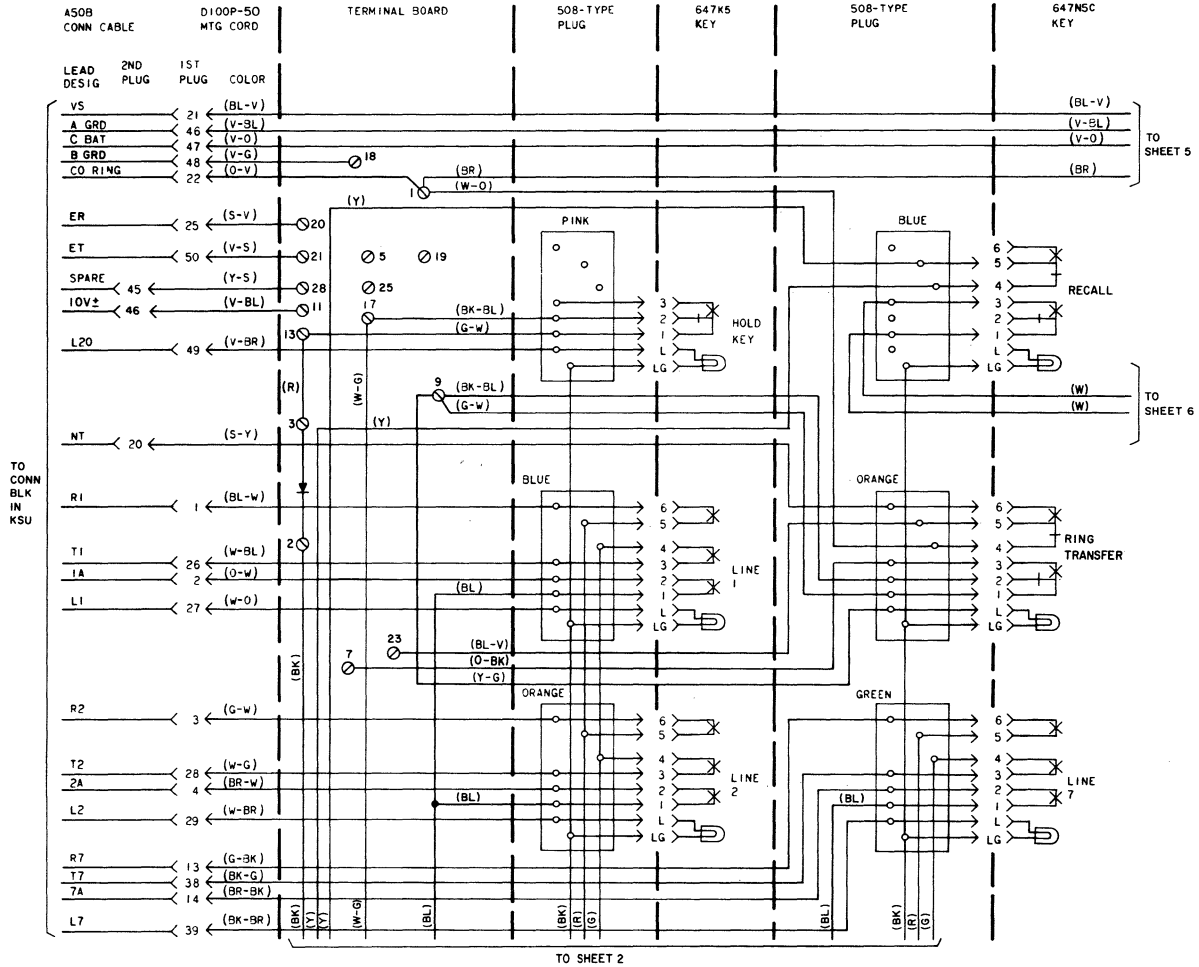 A50B CONN CABLE
D100P-50 MTG CORD
TERMINAL BOARD
508-TYPE PLUG
647K5 KEY
508-TYPE PLUG
647N5C KEY
LEAD DESIG
2ND PLUG
1ST PLUG
COLOR
VS 21 (BL-V) (BL-V)
A GRD 46 (V-BL) (V-BL)
C BAT 47 (V-O) (V-O)
B GRD 48 (V-G) 18
CO RING 22 (O-V) 1 (BR) (BR)
(W-O)
TO SHEET 5
(Y)
ER 25 (S-V) 20
PINK
BLUE
ET 50 (V-S) 21 5 19
SPARE 45 (Y-S) 28 25
10V± 46 (V-BL) 11 17
(BK-BL)
13 (G-W)
L20 49 (V-BR)
3
2
1
L
LG
HOLD KEY
6
5
4
3
2
1
L
LG
RECALL
(R)
(W-G)
9 (BK-BL)
(G-W)
(W)
(W)
TO SHEET 6
3
(Y)
NT 20 (S-Y)
TO CONN BLK IN KSU
BLUE
ORANGE
R1 1 (BL-W)
2
T1 26 (W-BL)
1A 2 (O-W)
(BL)
L1 27 (W-O)
6
5
4
3
2
1
L
LG
LINE 1
6
5
4
3
2
1
L
LG
RING TRANSFER
23 (BL-V)
7 (O-BK)
(Y-G)
(BK)
ORANGE
GREEN
R2 3 (G-W)
T2 28 (W-G)
2A 4 (BR-W)
(BL)
L2 29 (W-BR)
6
5
4
3
2
1
L
LG
LINE 2
(BL)
6
5
4
3
2
1
L
LG
LINE 7
R7 13 (G-BK)
T7 38 (BK-G)
7A 14 (BR-BK)
L7 39 (BK-BR)
(BK)
(Y)
(Y)
(W-G)
(BL)
(BK)
(R)
(G)
(BL)
(BK)
(R)
(G)
TO SHEET 2